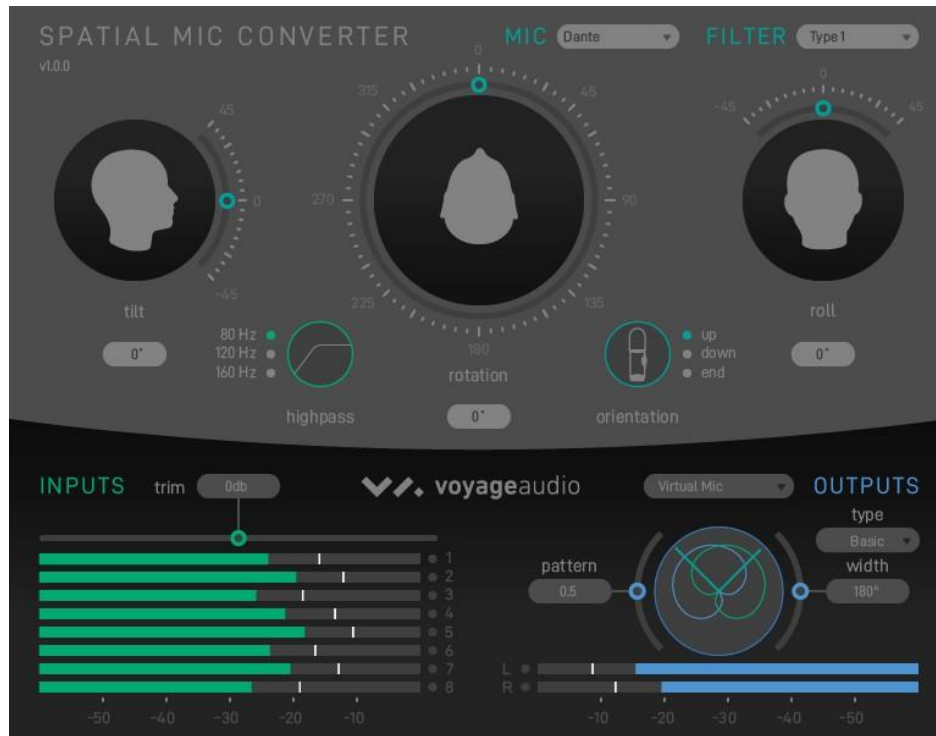 SPATIAL MIC CONVERTER
v1.0.0
MIC Dante
FILTER Type 1
45
0
-45
tilt
0°
0
45
90
135
180
225
270
315
rotation
0°
-45
0
45
roll
0°
80 Hz
120 Hz
160 Hz
highpass
up
down
end
orientation
INPUTS
trim 0db
voyageaudio
Virtual Mic
OUTPUTS
type
Basic
pattern
0.5
width
180°
1
2
3
4
5
6
7
8
-50 -40 -30 -20 -10
L
R
-10 -20 -30 -40 -50